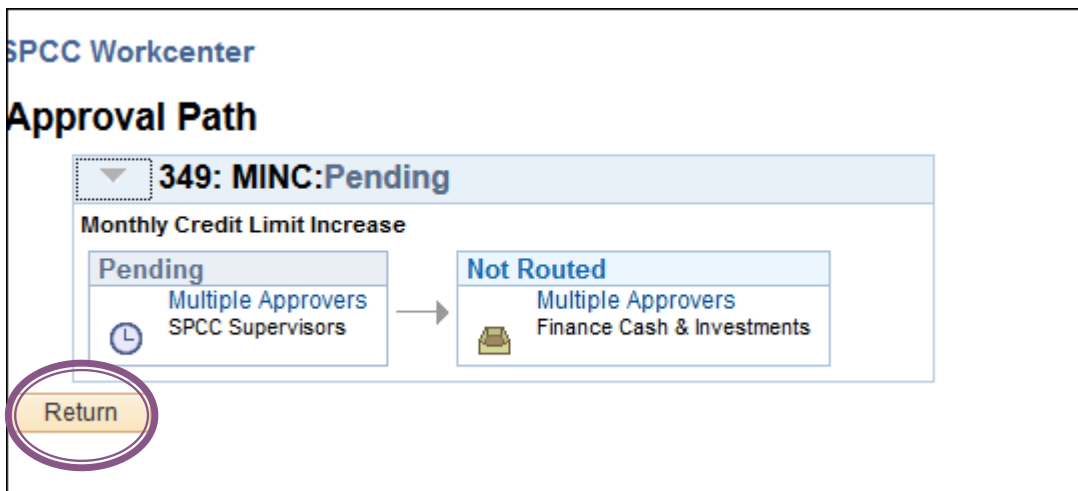 SPCC Workcenter
Approval Path
349: MINC:Pending
Monthly Credit Limit Increase
Pending
Multiple Approvers
SPCC Supervisors
Not Routed
Multiple Approvers
Finance Cash & Investments
Return